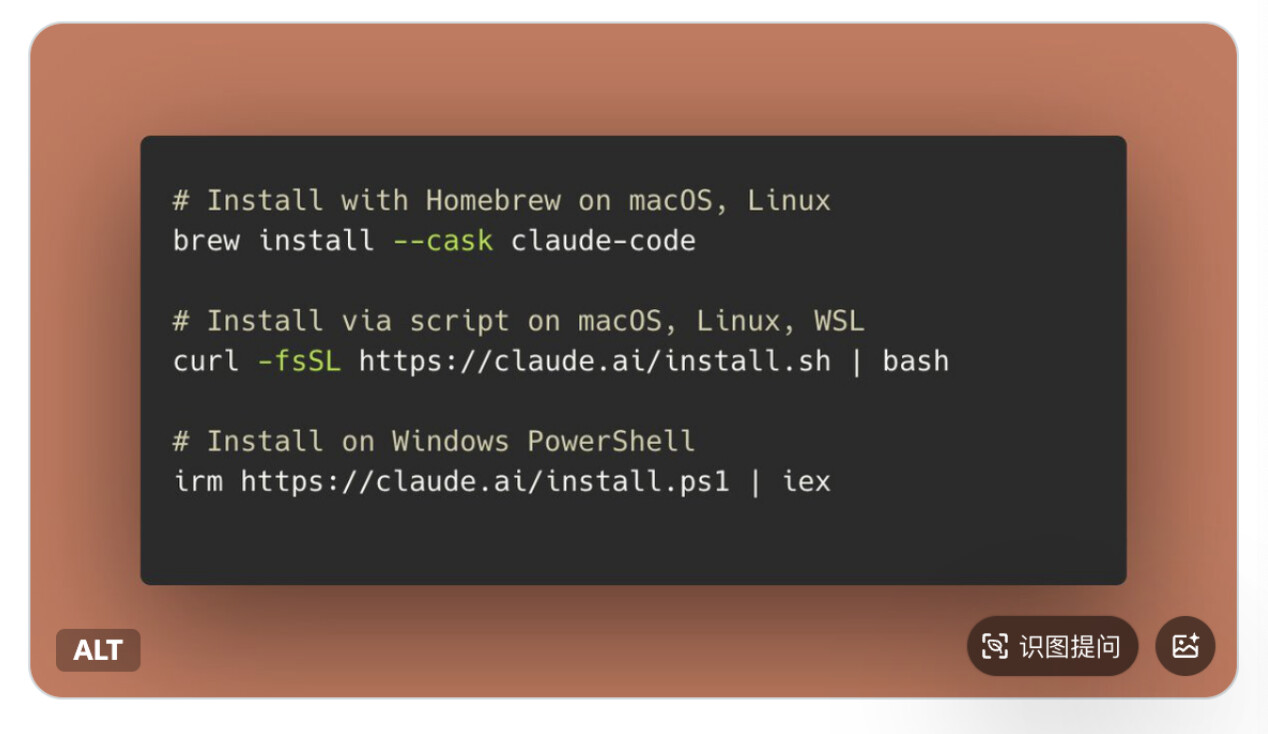 # Install with Homebrew on macOS, Linux
brew install --cask claude-code
# Install via script on macOS, Linux, WSL
curl -fsSL https://claude.ai/install.sh | bash
# Install on Windows PowerShell
irm https://claude.ai/install.ps1 | iex
ALT
识图提问